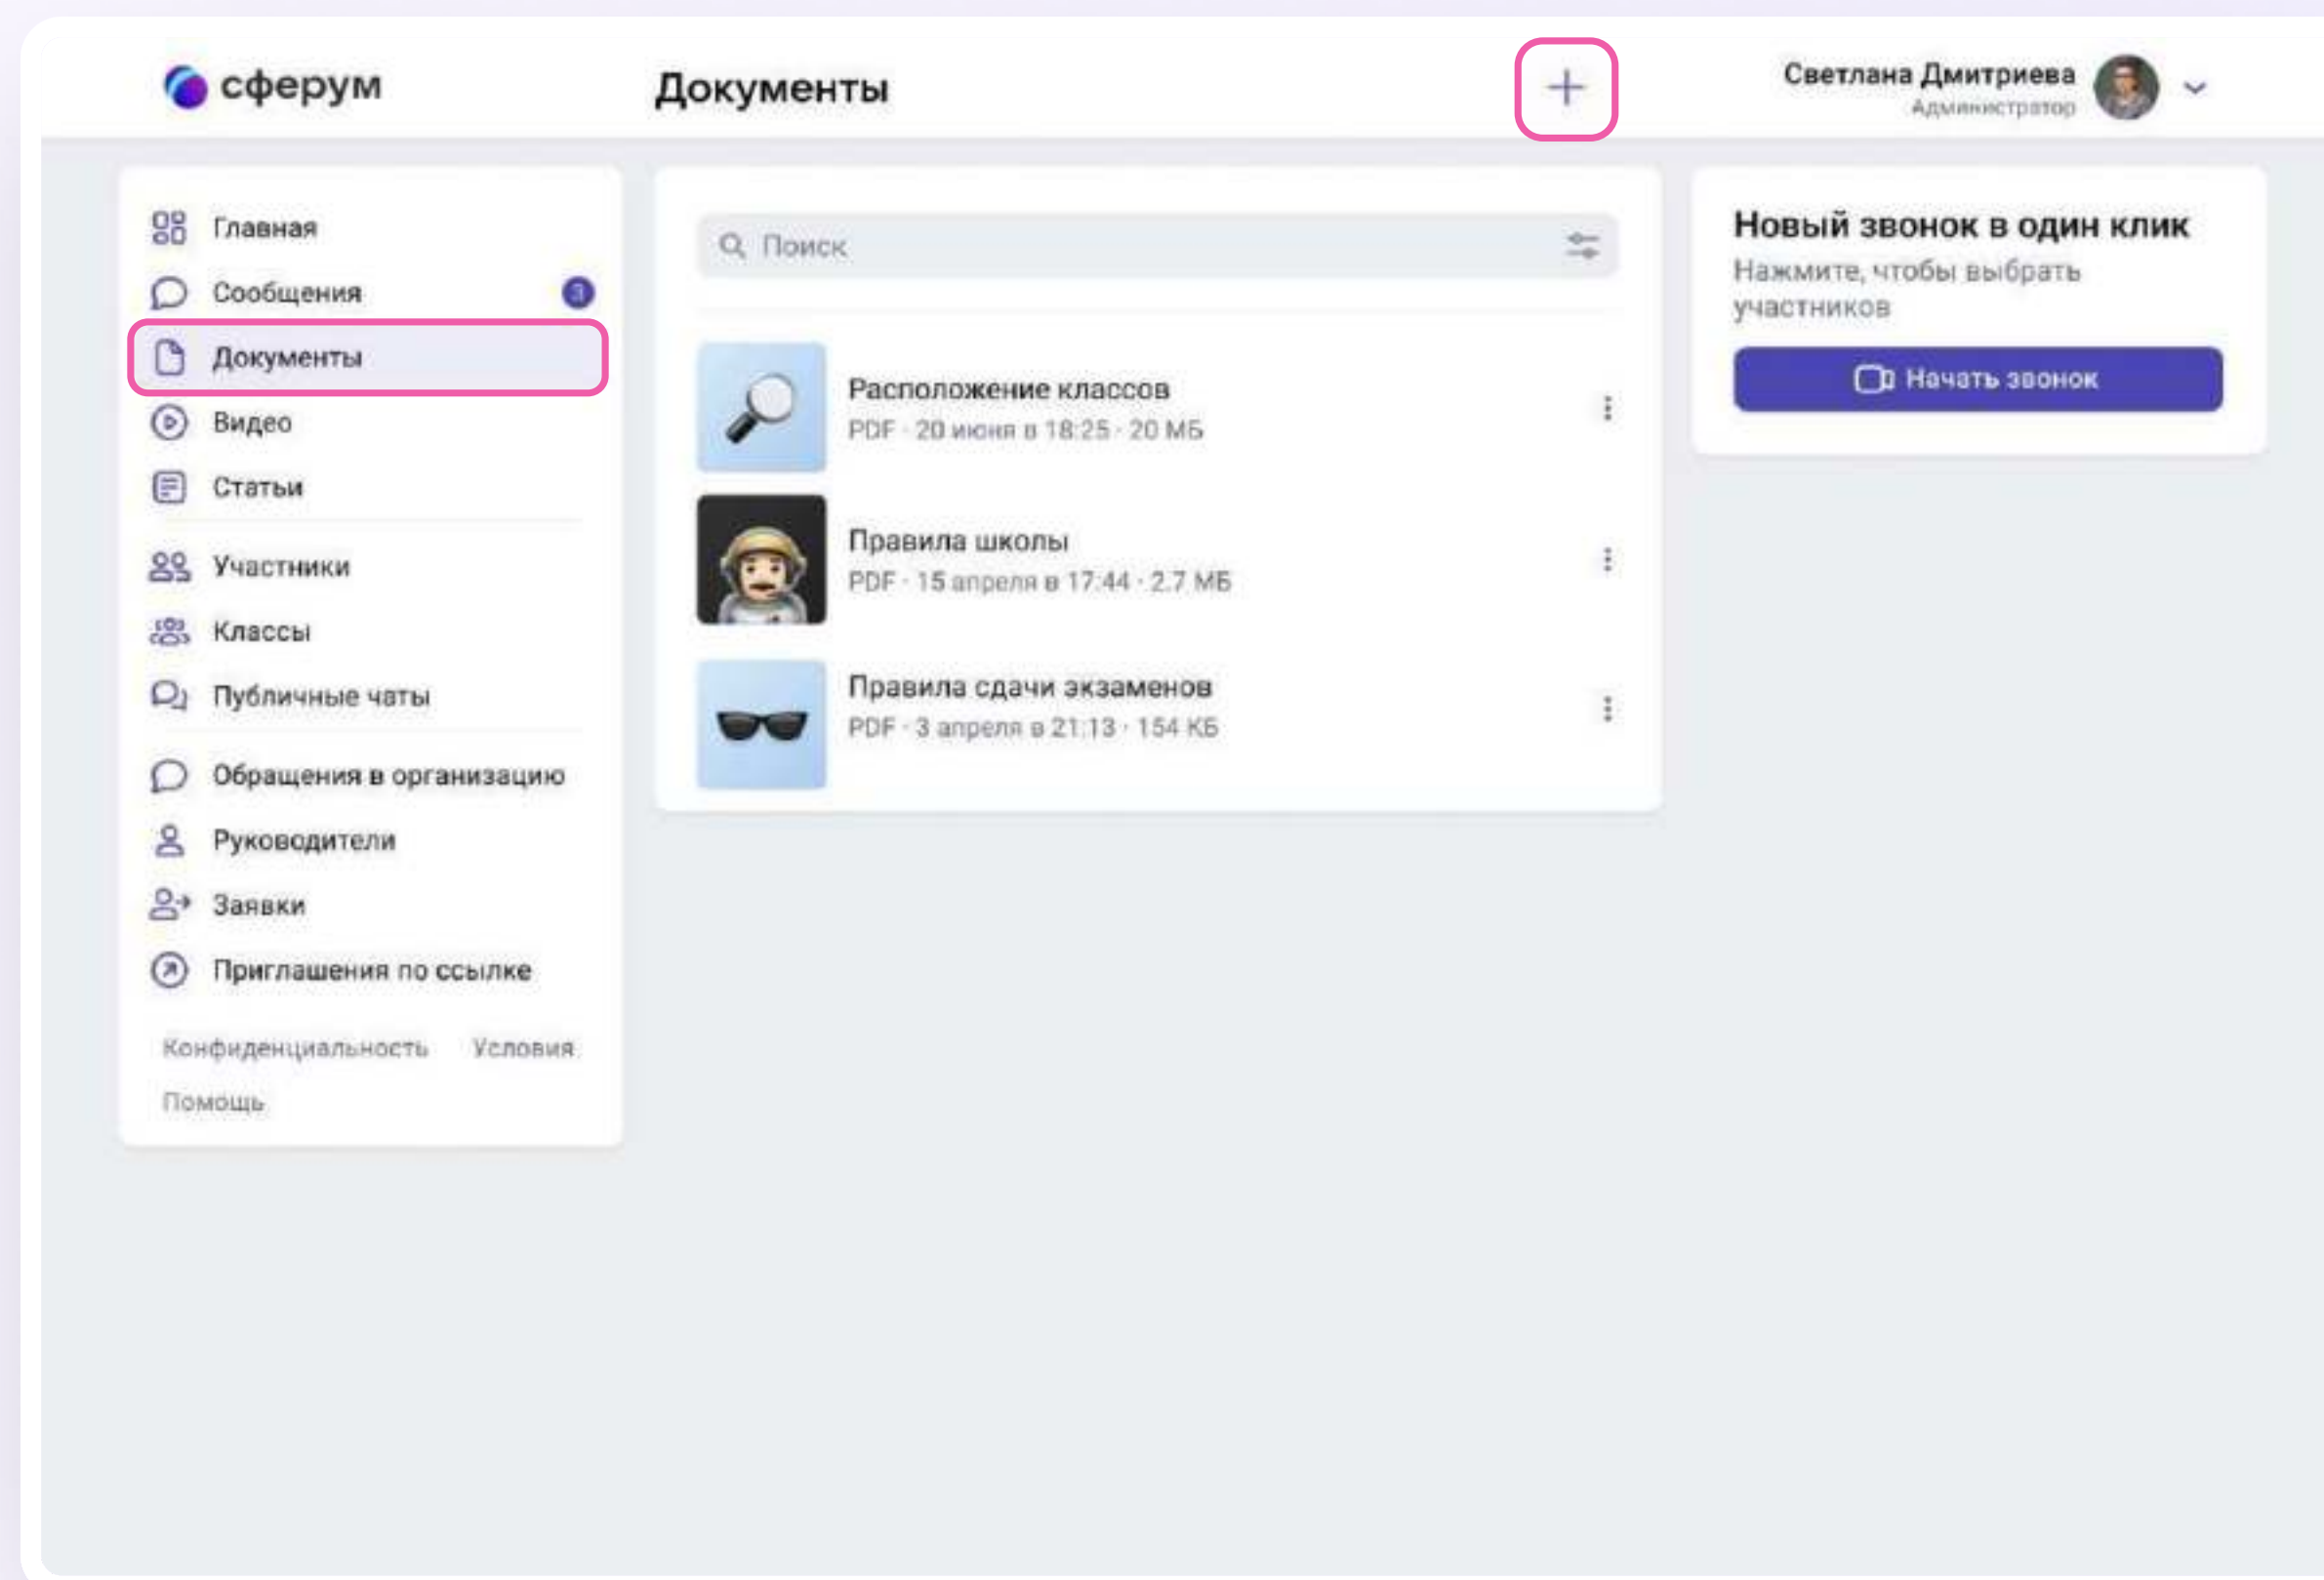 сферум
Документы
Светлана Дмитриева
Администратор
Главная
Сообщения
3
Документы
Видео
Статьи
Участники
Классы
Публичные чаты
Обращения в организацию
Руководители
Заявки
Приглашения по ссылке
Конфиденциальность Условия
Помощь
Поиск
Расположение классов
PDF · 20 июня в 18:25 · 20 МБ
Правила школы
PDF · 15 апреля в 17:44 · 2.7 МБ
Правила сдачи экзаменов
PDF · 3 апреля в 21:13 · 154 КБ
Новый звонок в один клик
Нажмите, чтобы выбрать
участников
Начать звонок